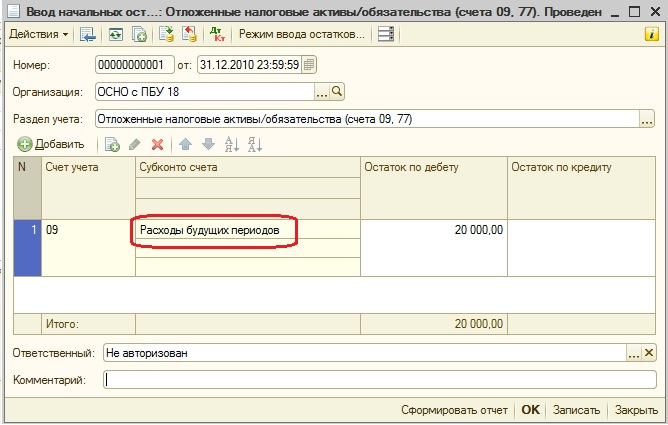 Ввод начальных ост...: Отложенные налоговые активы/обязательства (счета 09, 77). Проведен
Действия Дт Кт Режим ввода остатков...
Номер: 00000000001 от: 31.12.2010 23:59:59
Организация: ОСНО с ПБУ 18 ...
Раздел учета: Отложенные налоговые активы/обязательства (счета 09, 77) ...
Добавить
N Счет учета Субконто счета Остаток по дебету Остаток по кредиту
1 09 Расходы будущих периодов 20 000,00
Итого: 20 000,00
Ответственный: Не авторизован ...
Комментарий:
Сформировать отчет OK Записать Закрыть